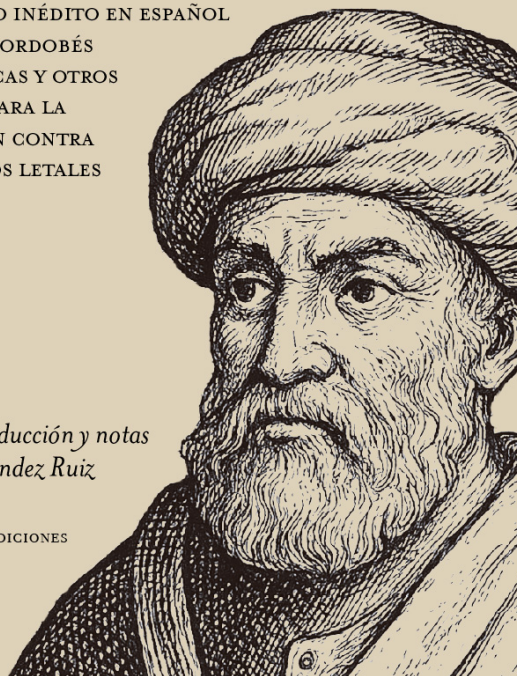 O INÉDITO EN ESPAÑOL
ORDOBÉS
CAS Y OTROS
ARA LA
N CONTRA
OS LETALES
ducción y notas
ndez Ruiz
DICIONES